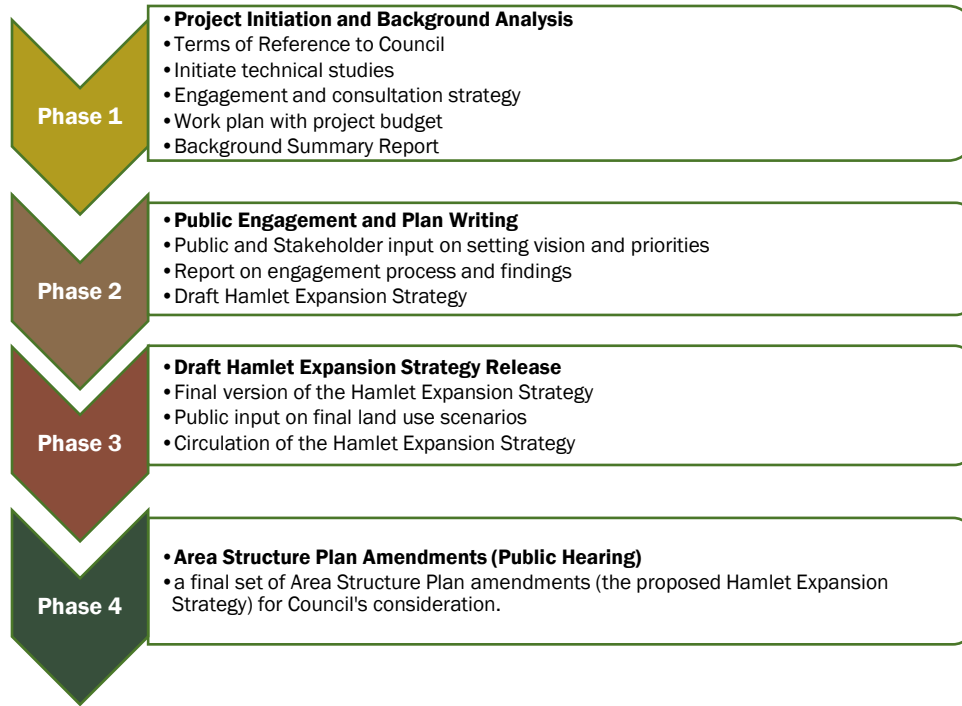 Phase 1
•Project Initiation and Background Analysis
•Terms of Reference to Council
•Initiate technical studies
•Engagement and consultation strategy
•Work plan with project budget
•Background Summary Report
Phase 2
•Public Engagement and Plan Writing
•Public and Stakeholder input on setting vision and priorities
•Report on engagement process and findings
•Draft Hamlet Expansion Strategy
Phase 3
•Draft Hamlet Expansion Strategy Release
•Final version of the Hamlet Expansion Strategy
•Public input on final land use scenarios
•Circulation of the Hamlet Expansion Strategy
Phase 4
•Area Structure Plan Amendments (Public Hearing)
•a final set of Area Structure Plan amendments (the proposed Hamlet Expansion
Strategy) for Council's consideration.